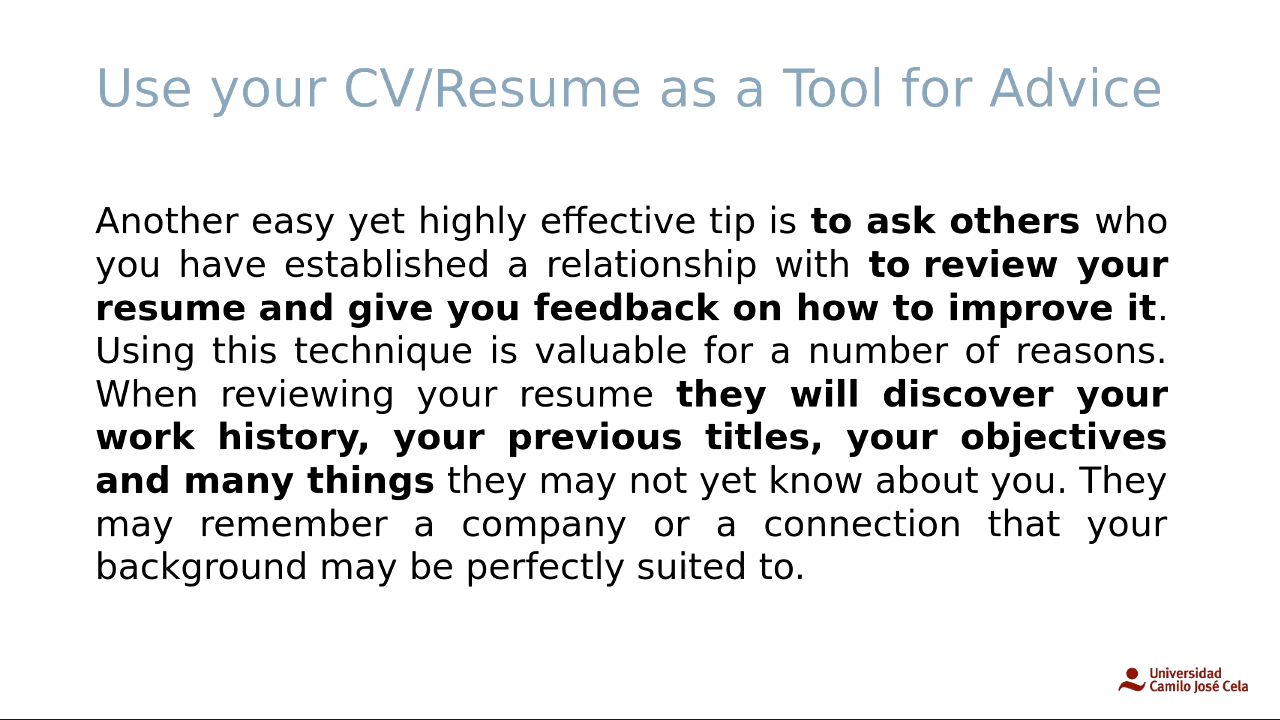 Use your CV/Resume as a Tool for Advice
Another easy yet highly effective tip is to ask others who
you have established a relationship with to review your
resume and give you feedback on how to improve it.
Using this technique is valuable for a number of reasons.
When reviewing your resume they will discover your
work history, your previous titles, your objectives
and many things they may not yet know about you. They
may remember a company or a connection that your
background may be perfectly suited to.
Universidad
Camilo José Cela